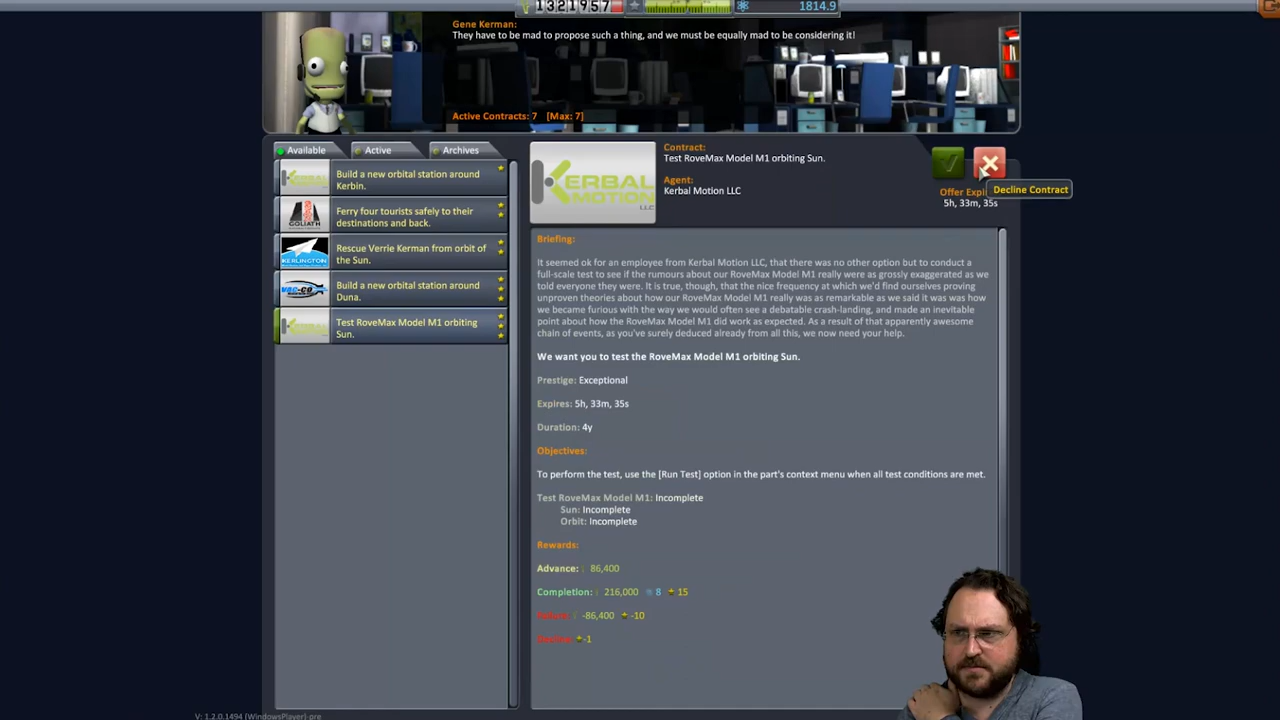 1321957
1814.9
Gene Kerman:
They have to be mad to propose such a thing, and we must be equally mad to be considering it!
Active Contracts: 7 [Max: 7]
Available
Active
Archives
Build a new orbital station around
Kerbin.
Ferry four tourists safely to their
destinations and back.
Rescue Verrie Kerman from orbit of
the Sun.
Build a new orbital station around
Duna.
Test RoveMax Model M1 orbiting
Sun.
KERBAL
MOTION
LLC
Contract:
Test RoveMax Model M1 orbiting Sun.
Agent:
Kerbal Motion LLC
Decline Contract
Offer Expi
5h, 33m, 35s
Briefing:
It seemed ok for an employee from Kerbal Motion LLC, that there was no other option but to conduct a
full-scale test to see if the rumours about our RoveMax Model M1 really were as grossly exaggerated as we
told everyone they were. It is true, though, that the nice frequency at which we'd find ourselves proving
unproven theories about how our RoveMax Model M1 really was as remarkable as we said it was was how
we became furious with the way we would often see a debatable crash-landing, and made an inevitable
point about how the RoveMax Model M1 did work as expected. As a result of that apparently awesome
chain of events, as you've surely deduced already from all this, we now need your help.
We want you to test the RoveMax Model M1 orbiting Sun.
Prestige: Exceptional
Expires: 5h, 33m, 35s
Duration: 4y
Objectives:
To perform the test, use the [Run Test] option in the part's context menu when all test conditions are met.
Test RoveMax Model M1: Incomplete
Sun: Incomplete
Orbit: Incomplete
Rewards:
Advance: 86,400
Completion: 216,000 8 15
-86,400 -10
-1
V: 1.2.0.1494 [WindowsPlayer]-pre